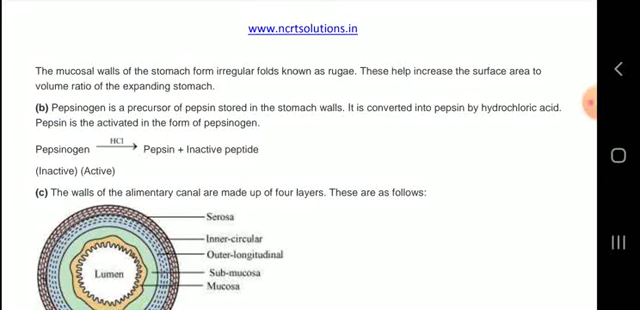 www.ncrtsolutions.in
The mucosal walls of the stomach form irregular folds known as rugae. These help increase the surface area to
volume ratio of the expanding stomach.
(b) Pepsinogen is a precursor of pepsin stored in the stomach walls. It is converted into pepsin by hydrochloric acid.
Pepsin is the activated in the form of pepsinogen.
HCl
Pepsinogen → Pepsin + Inactive peptide
(Inactive) (Active)
(c) The walls of the alimentary canal are made up of four layers. These are as follows:
Serosa
Inner-circular
Outer-longitudinal
Lumen
Sub-mucosa
Mucosa